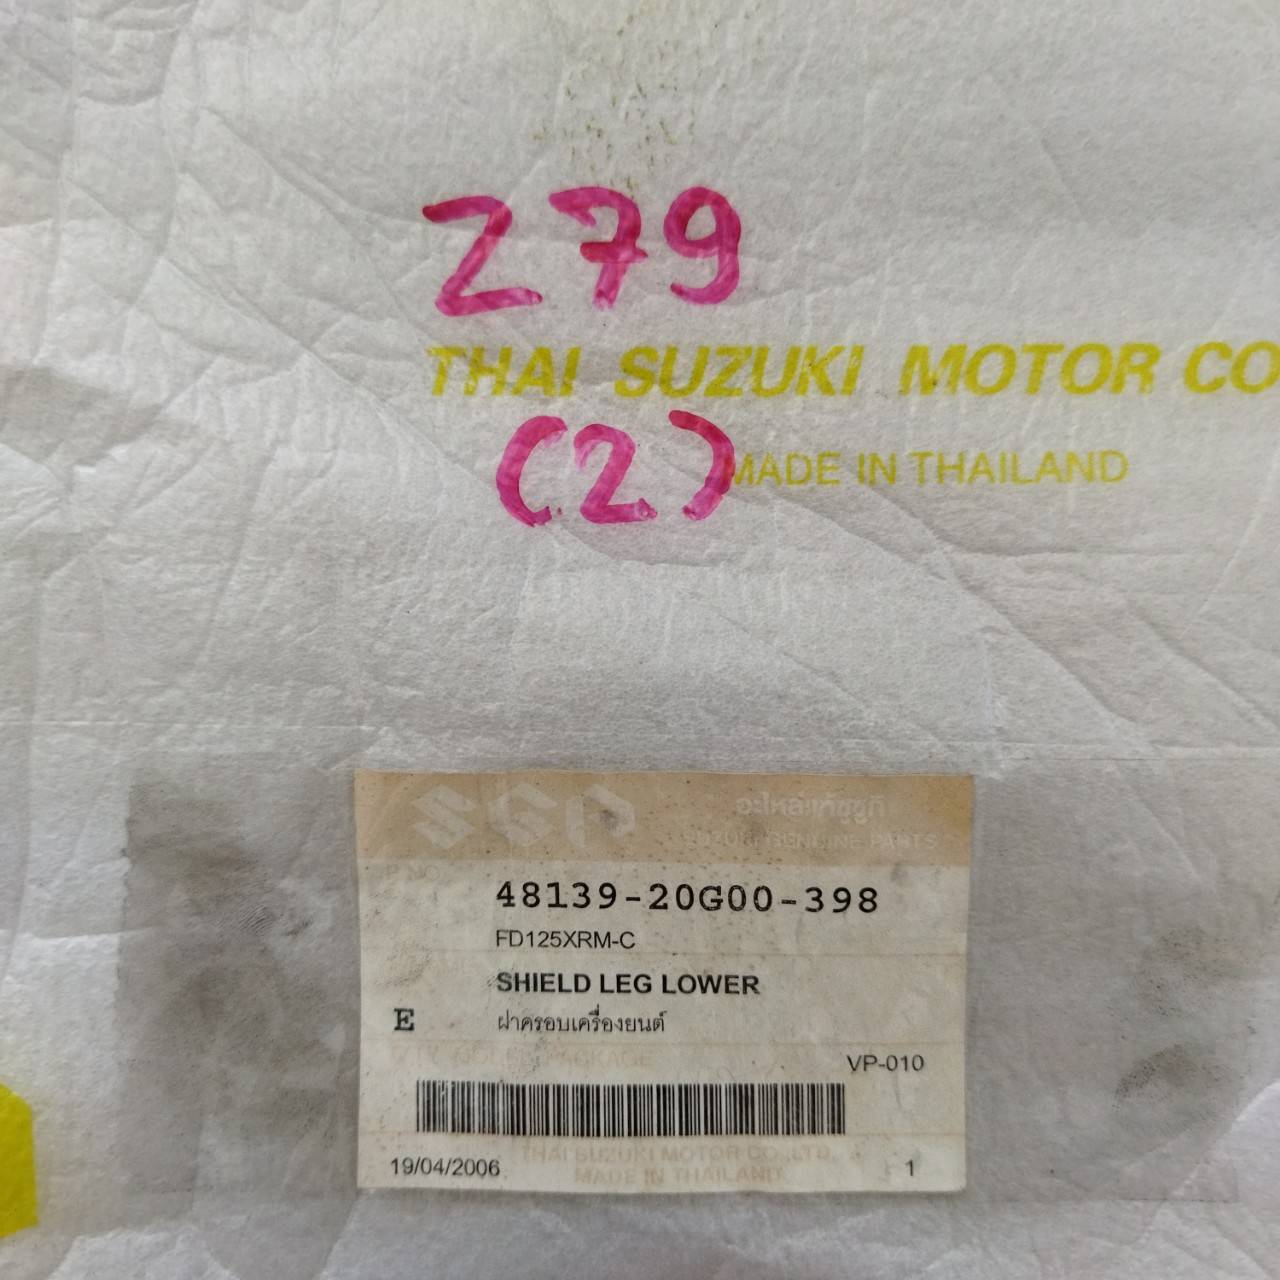 Z79
THAI SUZUKI MOTOR CO
(2)
MADE IN THAILAND
อะไหล่แท้ซูซูกิ
SUZUKI GENUINE PARTS
P.NO.
48139-20G00-398
FD125XRM-C
SHIELD LEG LOWER
E
ฝาครอบเครื่องยนต์
VP-010
THAI SUZUKI MOTOR CO.,LTD.
19/04/2006
MADE IN THAILAND
1